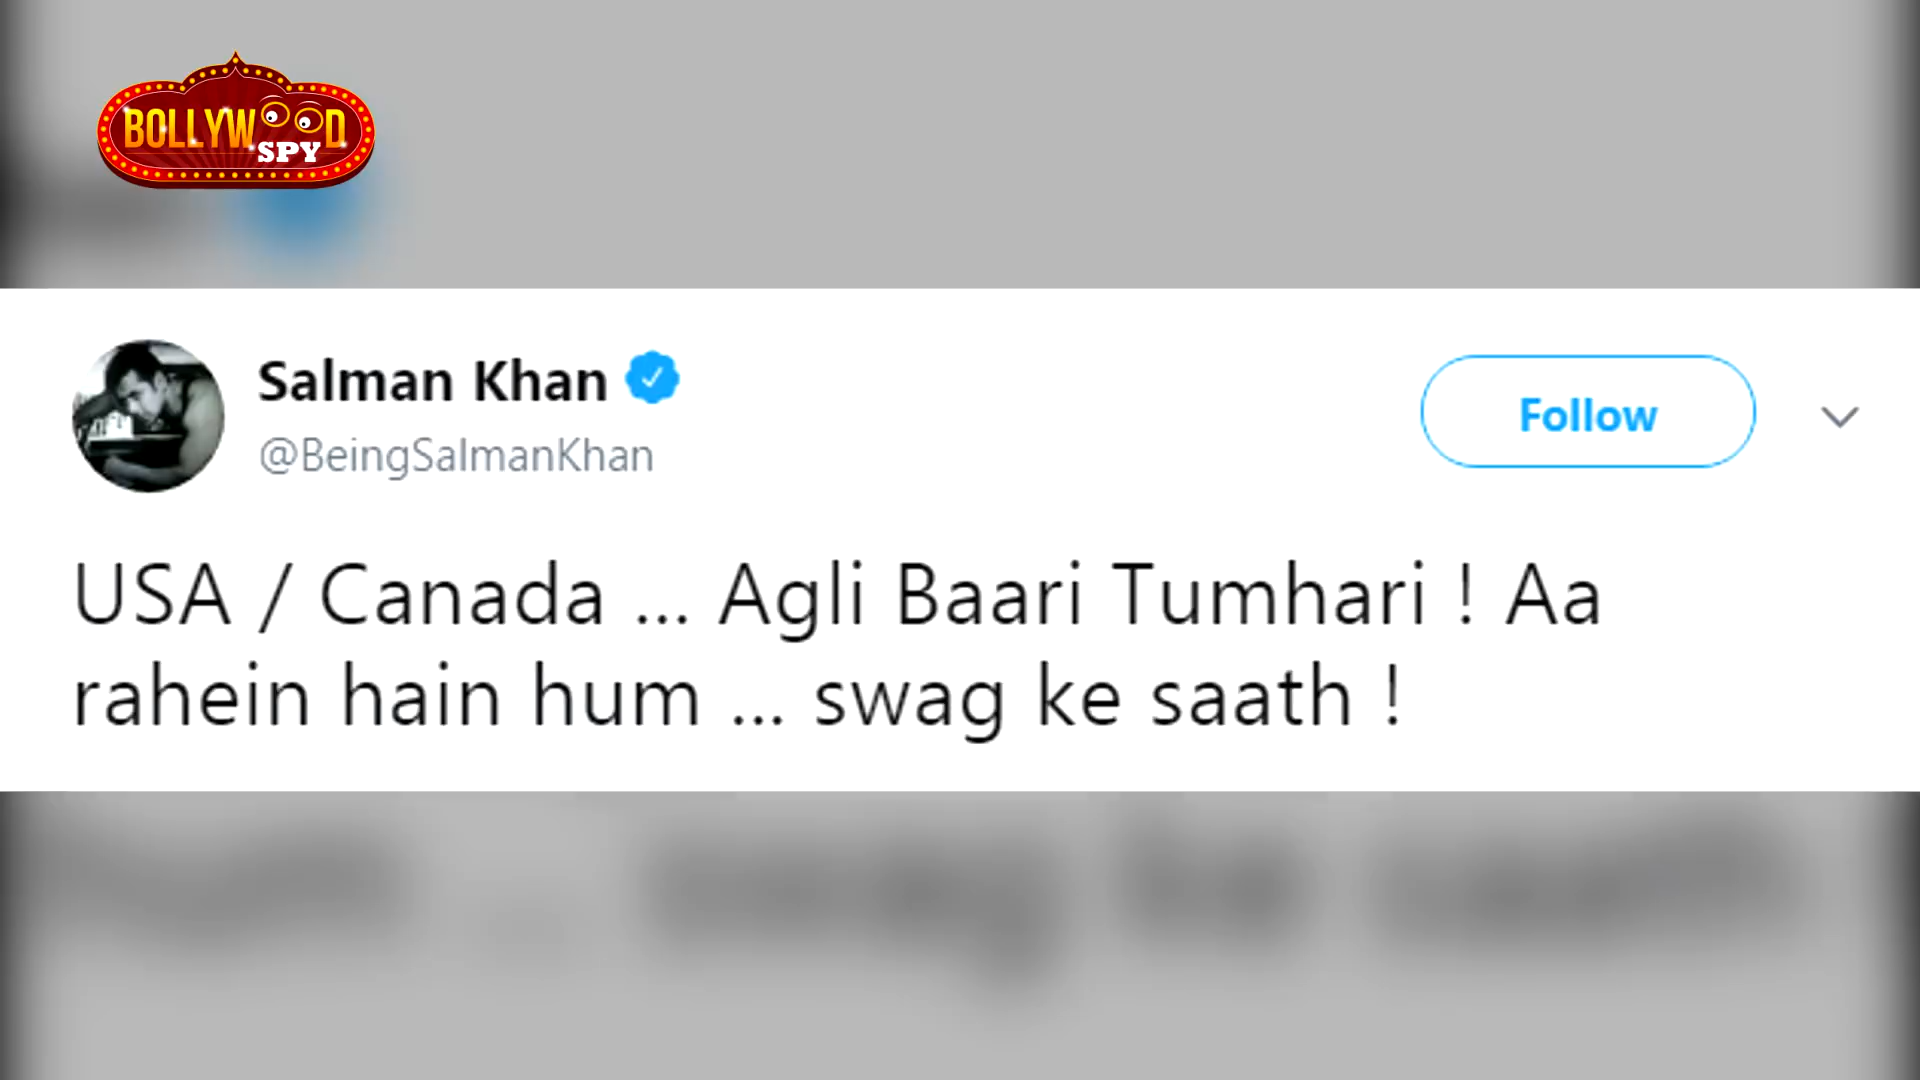 BOLLYWOOD
SPY
Salman Khan
@BeingSalmanKhan
Follow
USA / Canada ... Agli Baari Tumhari ! Aa
rahein hain hum ... swag ke saath !